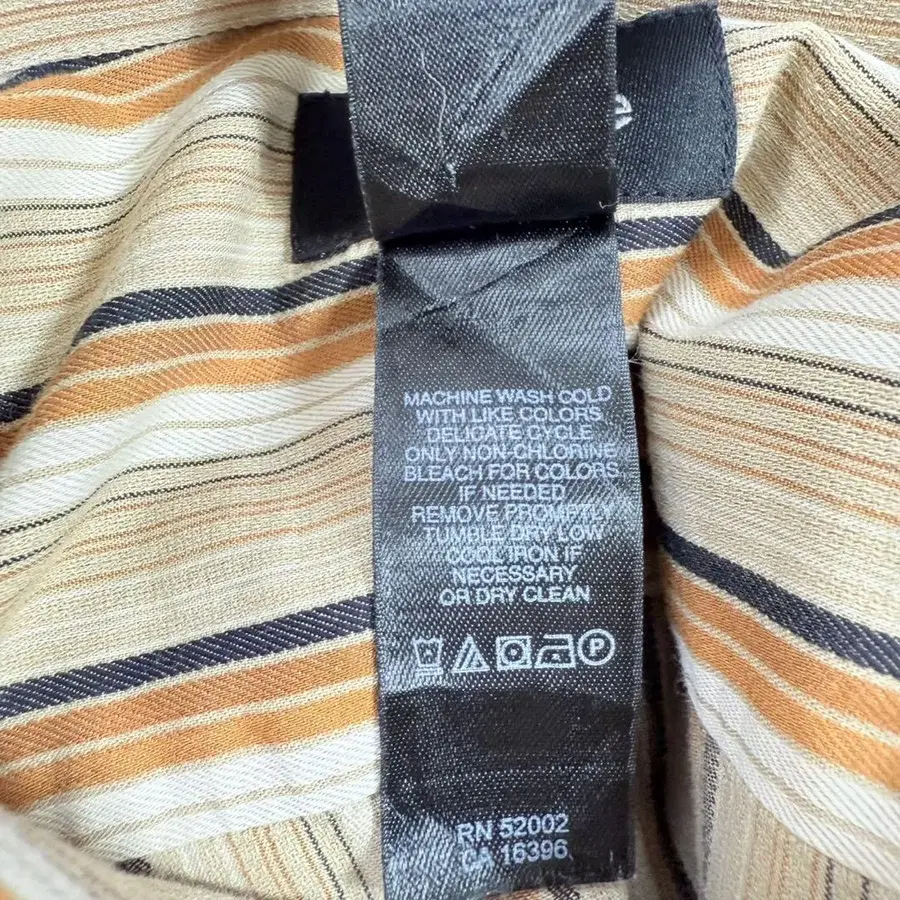 e
MACHINE WASH COLD
WITH LIKE COLORS
DELICATE CYCLE
ONLY NON-CHLORINE
BLEACH FOR COLORS
IF NEEDED
REMOVE PROMPTLY
TUMBLE DRY LOW
COOL IRON IF
NECESSARY
OR DRY CLEAN
P
RN 52002
CA 16396